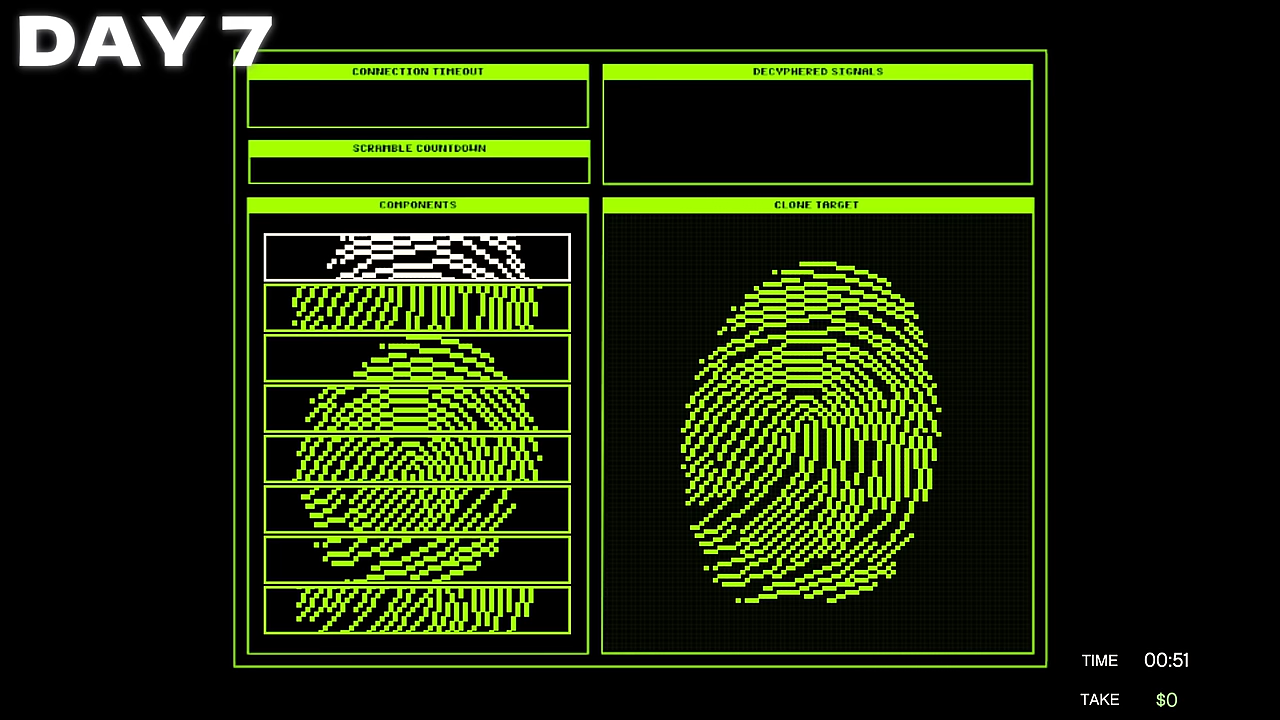 DAY 7
CONNECTION TIMEOUT
DECYPHERED SIGNALS
SCRAMBLE COUNTDOWN
COMPONENTS
CLONE TARGET
TIME 00:51
TAKE $0